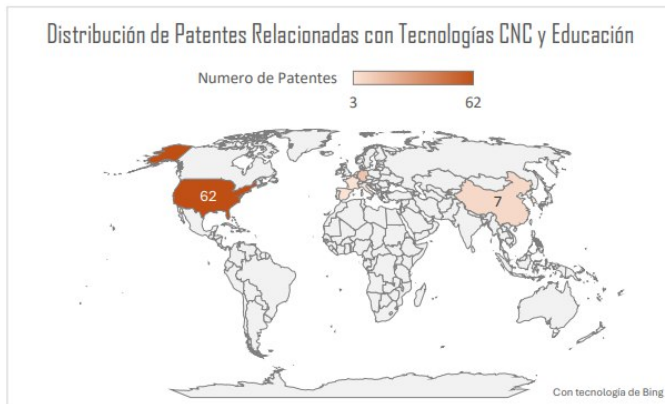 Distribución de Patentes Relacionadas con Tecnologías CNC y Educación
Numero de Patentes
3 62
62
7
Con tecnología de Bing